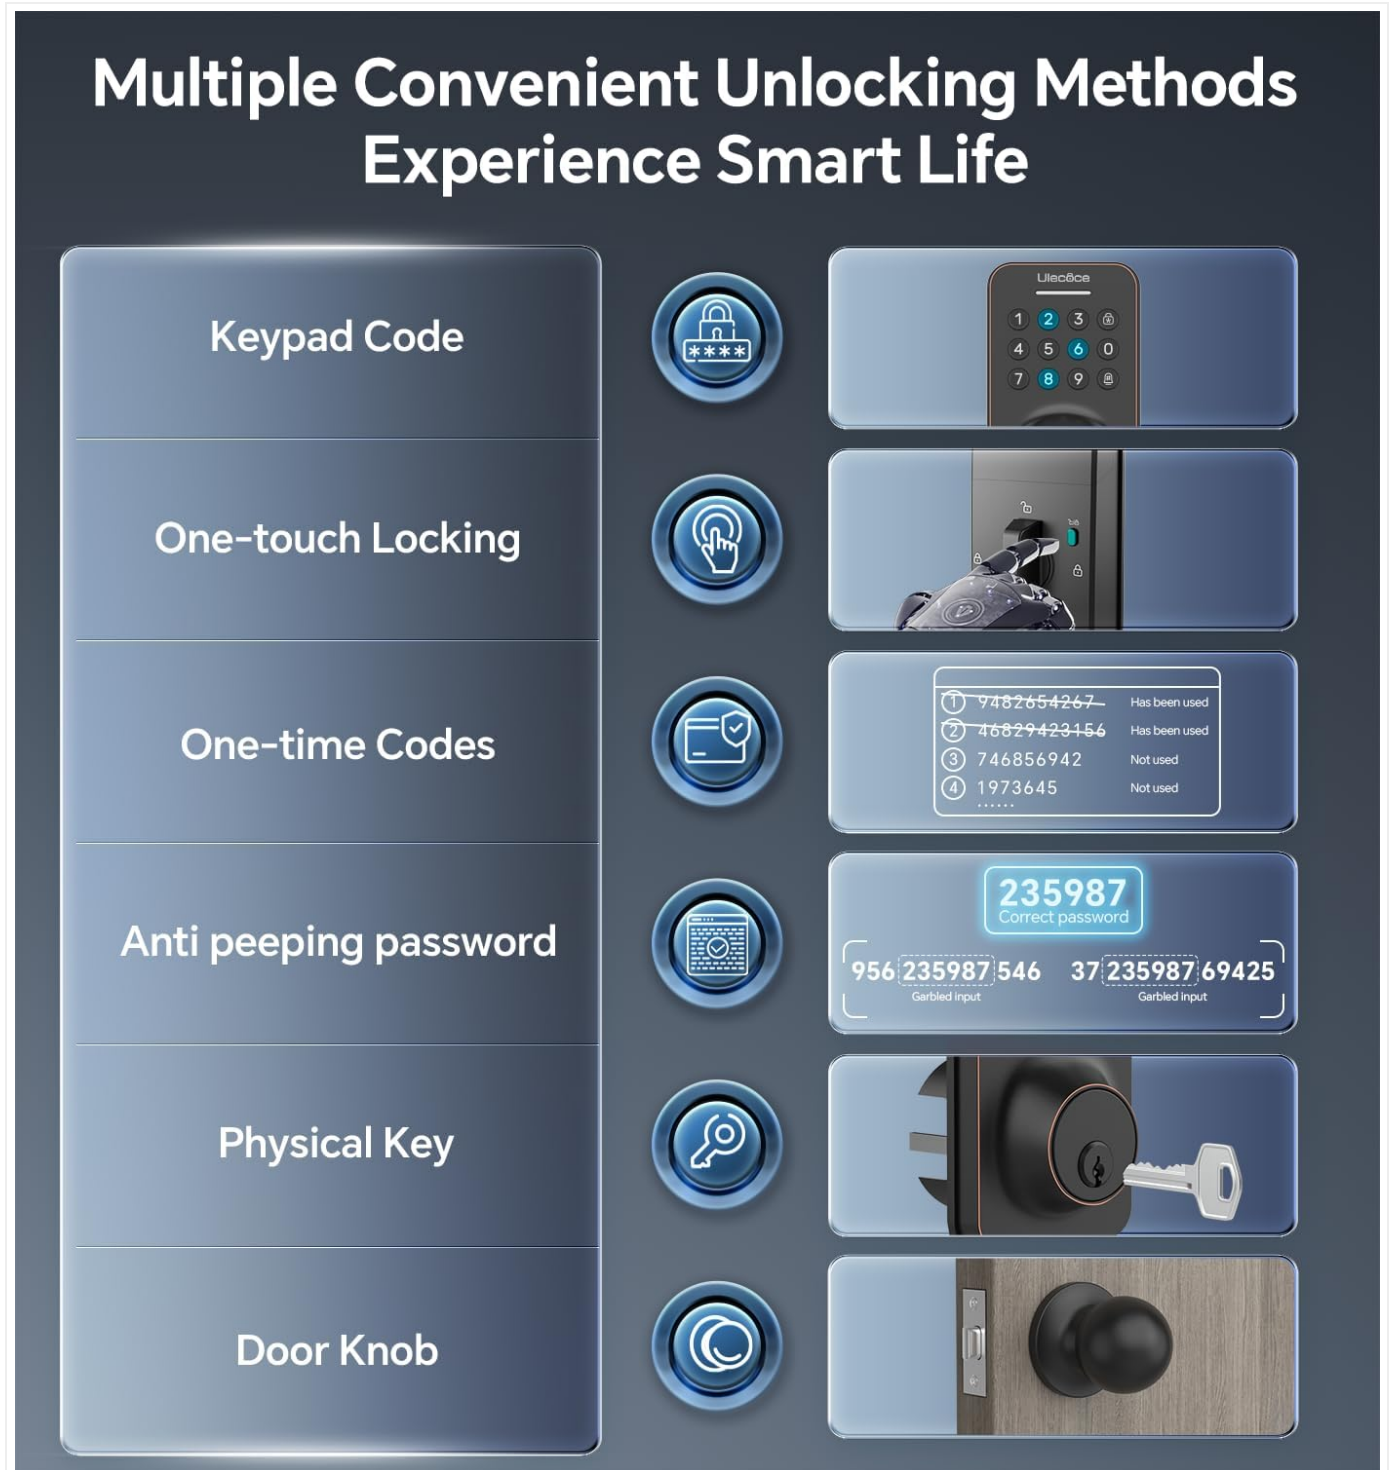 Multiple Convenient Unlocking Methods
Experience Smart Life
Keypad Code
Ulecôce
1 2 3
4 5 6 0
7 8 9
One-touch Locking
One-time Codes
1 9482654267 Has been used
2 46829423156 Has been used
3 746856942 Not used
4 1973645 Not used
......
Anti peeping password
235987
Correct password
956 235987 546 37 235987 69425
Garbled input Garbled input
Physical Key
Door Knob